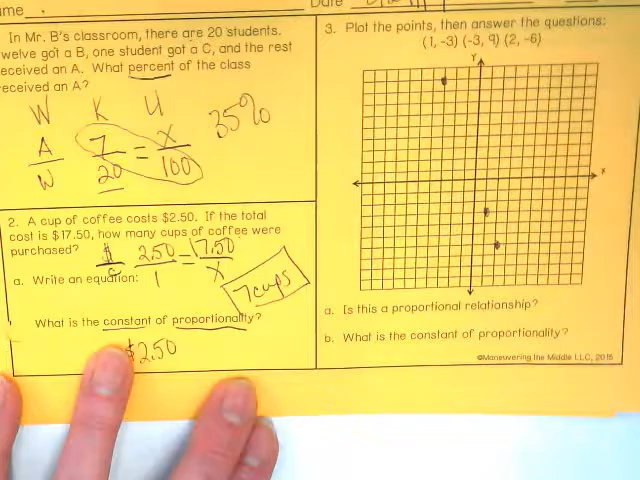 ame
Date
In Mr. B's classroom, there are 20 students.
welve got a B, one student got a C, and the rest
eceived an A. What percent of the class
eceived an A?
W K U
A 7 = X 35%
W 20 100
2. A cup of coffee costs $2.50. If the total
cost is $17.50, how many cups of coffee were
purchased?
$ 2.50 = 17.50
c 1 X
a. Write an equation:
7 cups
What is the constant of proportionality?
$2.50
3. Plot the points, then answer the questions:
(1, -3) (-3, 9) (2, -6)
Y
X
a. Is this a proportional relationship?
b. What is the constant of proportionality?
©Maneuvering the Middle LLC, 2015